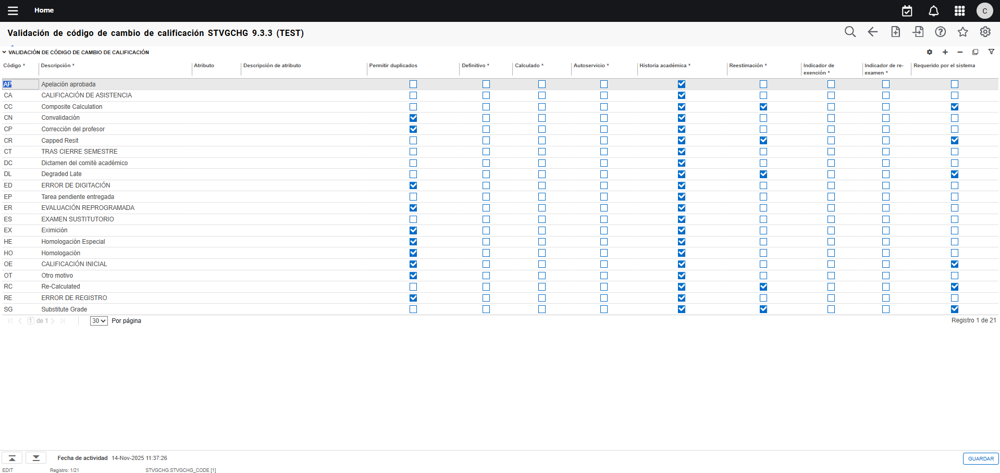 Home
C
Validación de código de cambio de calificación STVGCHG 9.3.3 (TEST)
VALIDACIÓN DE CÓDIGO DE CAMBIO DE CALIFICACIÓN
Código * Descripción * Atributo Descripción de atributo Permitir duplicados Definitivo * Calculado * Autoservicio * Historia académica * Reestimación * Indicador de exención * Indicador de re-examen * Requerido por el sistema
AP Apelación aprobada
CA CALIFICACIÓN DE ASISTENCIA
CC Composite Calculation
CN Convalidación
CP Corrección del profesor
CR Capped Resit
CT TRAS CIERRE SEMESTRE
DC Dictamen del comité académico
DL Degraded Late
ED ERROR DE DIGITACIÓN
EP Tarea pendiente entregada
ER EVALUACIÓN REPROGRAMADA
ES EXAMEN SUSTITUTORIO
EX Eximición
HE Homologación Especial
HO Homologación
OE CALIFICACIÓN INICIAL
OT Otro motivo
RC Re-Calculated
RE ERROR DE REGISTRO
SG Substitute Grade
1 de 1 30 Por página Registro 1 de 21
Fecha de actividad 14-Nov-2025 11:37:26 GUARDAR
EDIT Registro: 1/21 STVGCHG.STVGCHG_CODE [1]